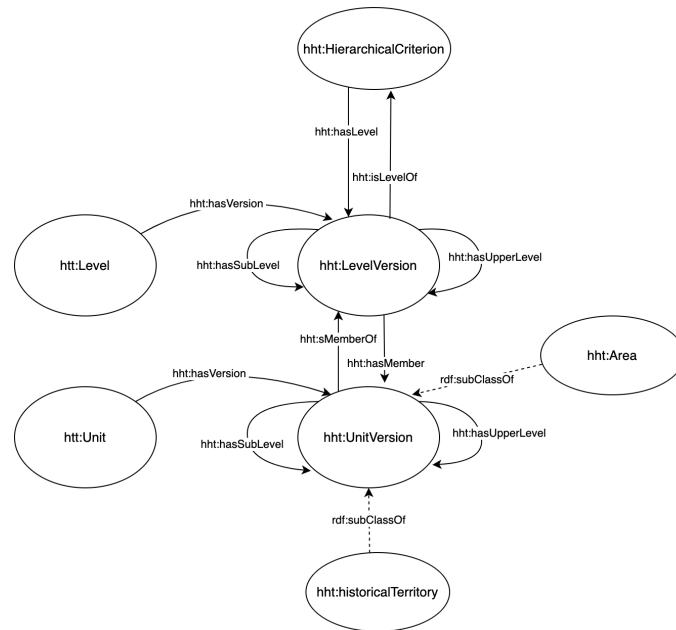 hht:HierarchicalCriterion
hht:hasLevel
hht:isLevelOf
hht:hasVersion
htt:Level
hht:hasSubLevel
hht:LevelVersion
hht:hasUpperLevel
hht:sMemberOf
hht:hasMember
hht:Area
hht:hasVersion
rdf:subClassOf
htt:Unit
hht:hasSubLevel
hht:UnitVersion
hht:hasUpperLevel
rdf:subClassOf
hht:historicalTerritory